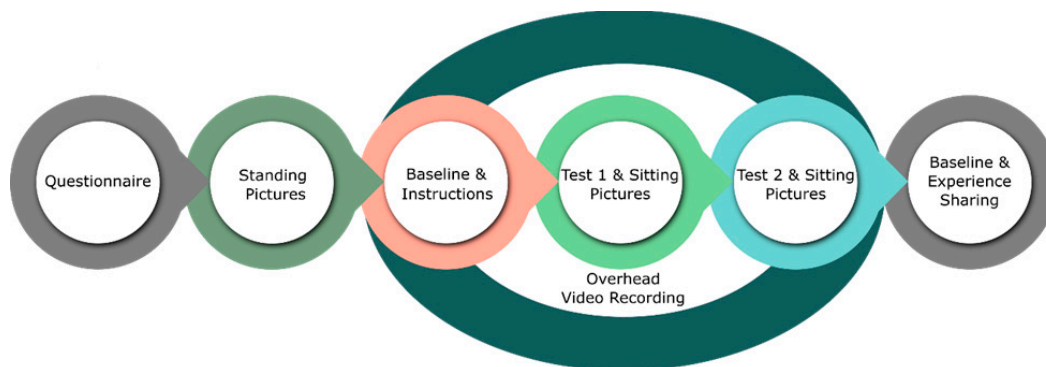 Questionnaire
Standing
Pictures
Baseline &
Instructions
Test 1 & Sitting
Pictures
Test 2 & Sitting
Pictures
Baseline &
Experience
Sharing
Overhead
Video Recording